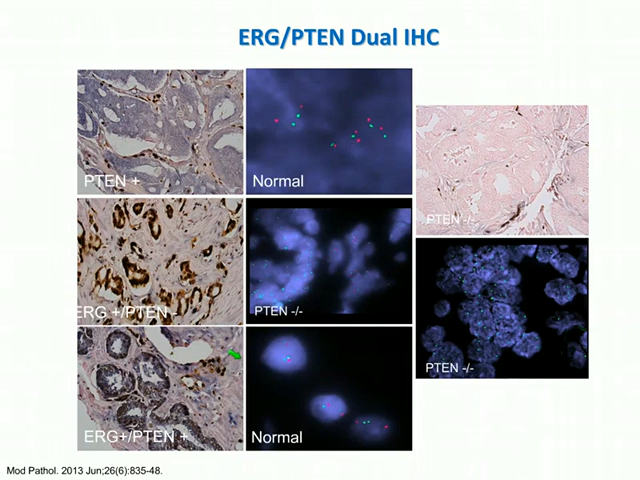 ERG/PTEN Dual IHC
PTEN +
Normal
PTEN -/-
ERG +/PTEN -
PTEN -/-
PTEN -/-
ERG+/PTEN +
Normal
Mod Pathol. 2013 Jun;26(6):835-48.